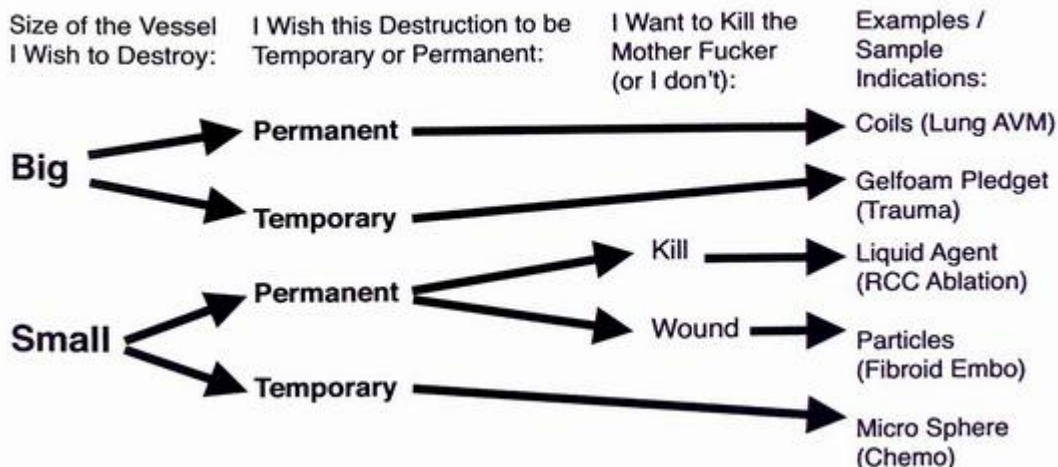 Size of the Vessel
I Wish to Destroy:
I Wish this Destruction to be
Temporary or Permanent:
I Want to Kill the
Mother Fucker
(or I don't):
Examples /
Sample
Indications:
Big
Permanent
Coils (Lung AVM)
Temporary
Gelfoam Pledget
(Trauma)
Small
Permanent
Kill
Liquid Agent
(RCC Ablation)
Wound
Particles
(Fibroid Embo)
Temporary
Micro Sphere
(Chemo)